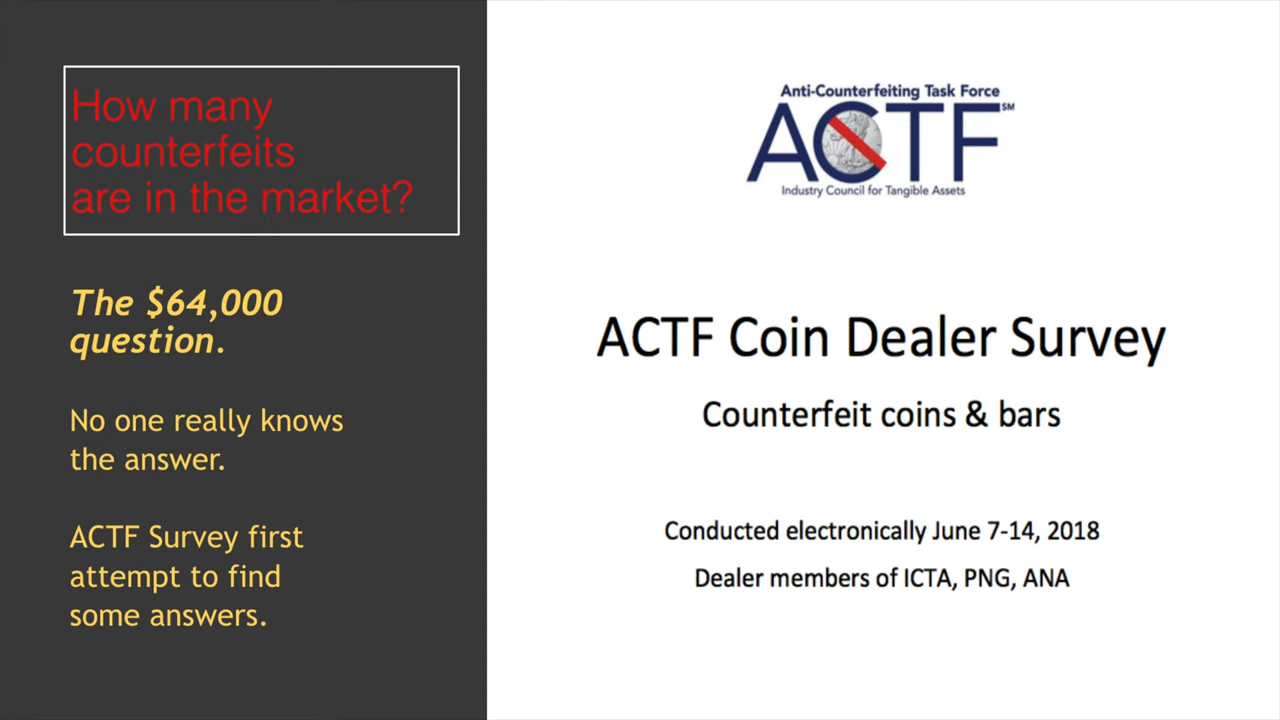 How many
counterfeits
are in the market?
The $64,000
question.
No one really knows
the answer.
ACTF Survey first
attempt to find
some answers.
Anti-Counterfeiting Task Force
ACTF℠
Industry Council for Tangible Assets
ACTF Coin Dealer Survey
Counterfeit coins & bars
Conducted electronically June 7-14, 2018
Dealer members of ICTA, PNG, ANA